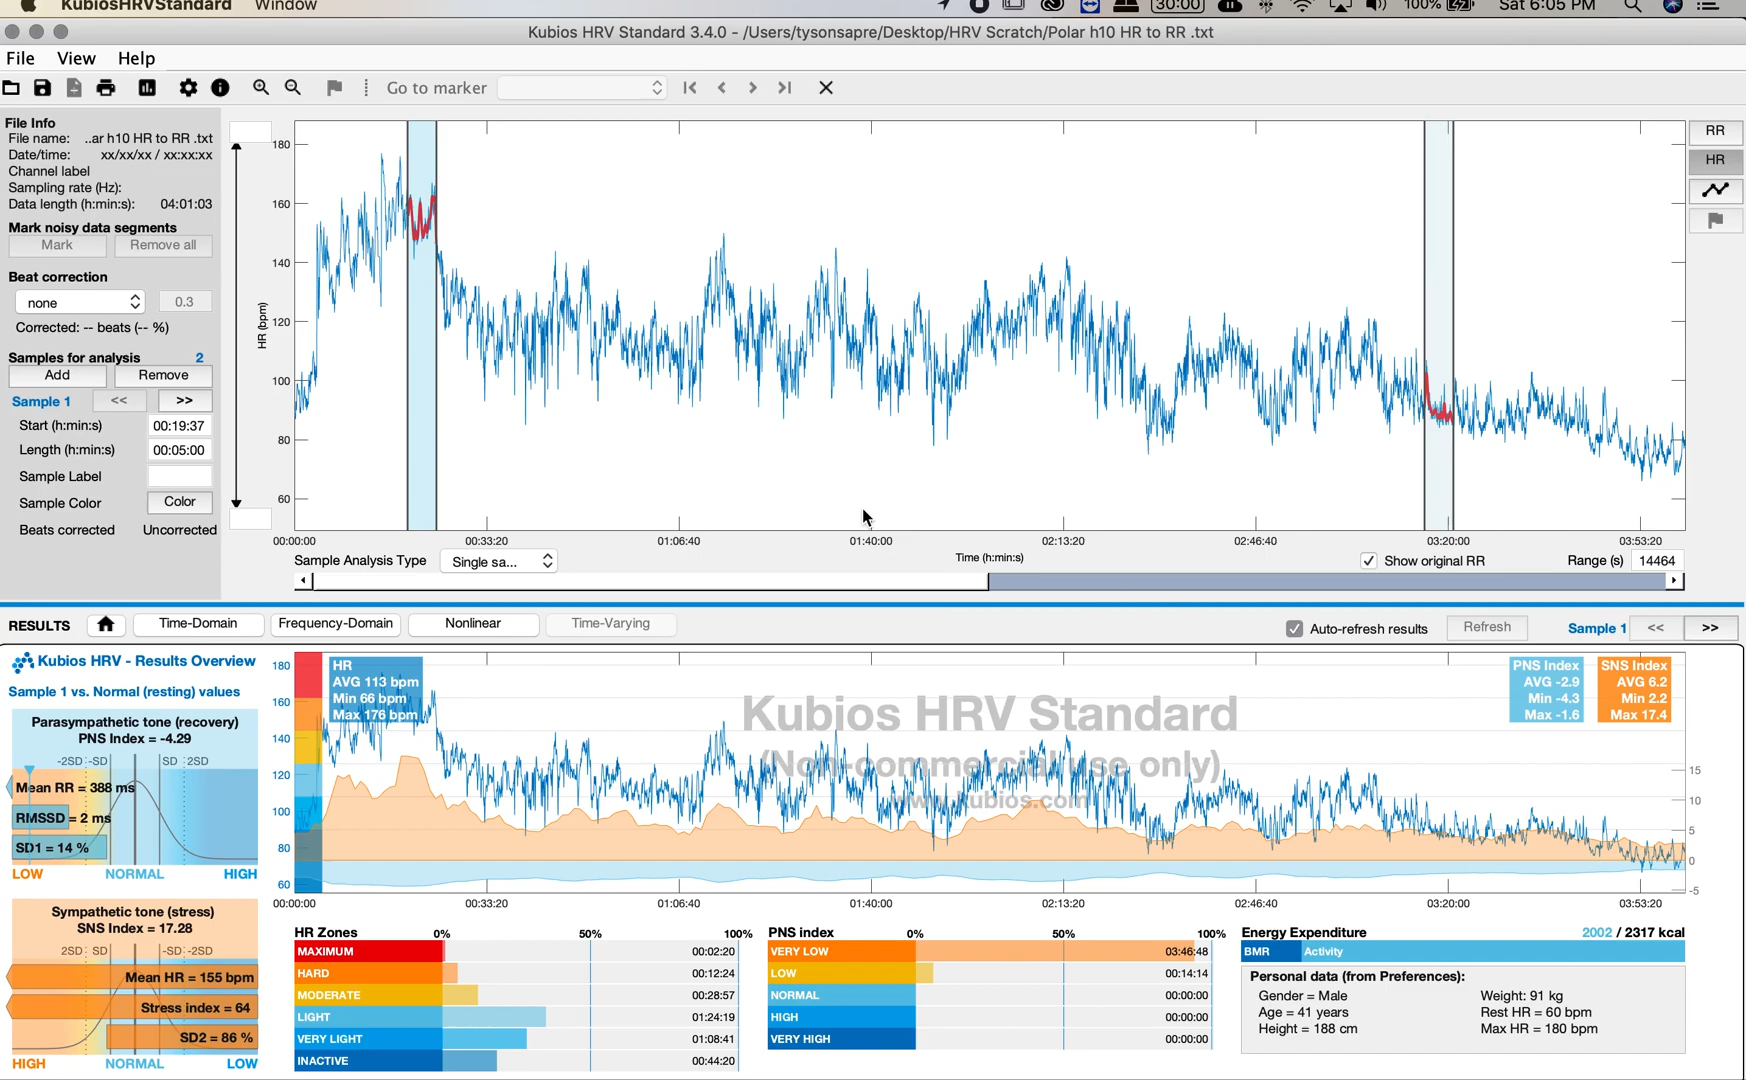 KubiosHRVStandard Window 30:00 100% Sat 6:05 PM
Kubios HRV Standard 3.4.0 - /Users/tysonsapre/Desktop/HRV Scratch/Polar h10 HR to RR .txt
File View Help
Go to marker
File Info
File name: ..ar h10 HR to RR .txt
Date/time: xx/xx/xx / xx:xx:xx
Channel label
Sampling rate (Hz):
Data length (h:min:s): 04:01:03
Mark noisy data segments
Mark Remove all
Beat correction
none 0.3
Corrected: -- beats (-- %)
Samples for analysis 2
Add Remove
Sample 1 << >>
Start (h:min:s) 00:19:37
Length (h:min:s) 00:05:00
Sample Label
Sample Color Color
Beats corrected Uncorrected
HR (bpm)
180
160
140
120
100
80
60
00:00:00 00:33:20 01:06:40 01:40:00 02:13:20 02:46:40 03:20:00 03:53:20
Time (h:min:s)
RR
HR
Sample Analysis Type Single sa... Show original RR Range (s) 14464
RESULTS Time-Domain Frequency-Domain Nonlinear Time-Varying Auto-refresh results Refresh Sample 1 << >>
Kubios HRV - Results Overview
Sample 1 vs. Normal (resting) values
Parasympathetic tone (recovery)
PNS Index = -4.29
-2SD -SD SD 2SD
Mean RR = 388 ms
RMSSD = 2 ms
SD1 = 14 %
LOW NORMAL HIGH
Sympathetic tone (stress)
SNS Index = 17.28
2SD SD -SD -2SD
Mean HR = 155 bpm
Stress index = 64
SD2 = 86 %
HIGH NORMAL LOW
180
160
140
120
100
80
60
HR
AVG 113 bpm
Min 66 bpm
Max 176 bpm
Kubios HRV Standard
(Non-commercial use only)
www.kubios.com
PNS Index
AVG -2.9
Min -4.3
Max -1.6
SNS Index
AVG 6.2
Min 2.2
Max 17.4
15
10
5
0
-5
00:00:00 00:33:20 01:06:40 01:40:00 02:13:20 02:46:40 03:20:00 03:53:20
HR Zones 0% 50% 100%
MAXIMUM 00:02:20
HARD 00:12:24
MODERATE 00:28:57
LIGHT 01:24:19
VERY LIGHT 01:08:41
INACTIVE 00:44:20
PNS index 0% 50% 100%
VERY LOW 03:46:48
LOW 00:14:14
NORMAL 00:00:00
HIGH 00:00:00
VERY HIGH 00:00:00
Energy Expenditure 2002 / 2317 kcal
BMR Activity
Personal data (from Preferences):
Gender = Male Weight: 91 kg
Age = 41 years Rest HR = 60 bpm
Height = 188 cm Max HR = 180 bpm